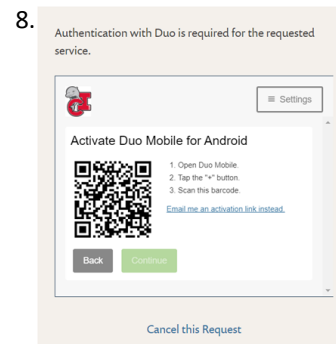 8.
Authentication with Duo is required for the requested
service.
≡ Settings
Activate Duo Mobile for Android
1. Open Duo Mobile.
2. Tap the "+" button.
3. Scan this barcode.
Email me an activation link instead.
Back Continue
Cancel this Request